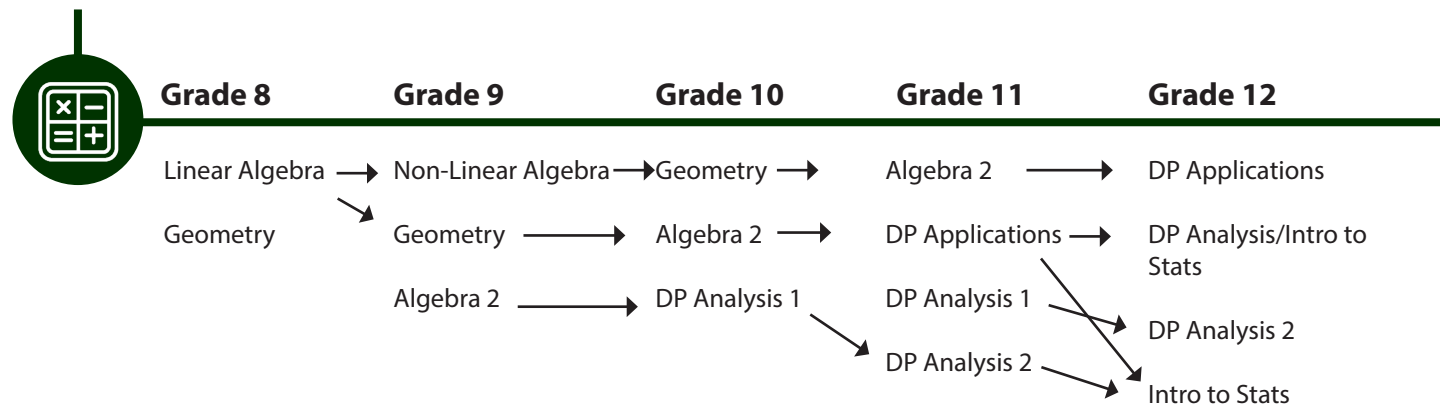 Grade 8 Grade 9 Grade 10 Grade 11 Grade 12
Linear Algebra Non-Linear Algebra Geometry Algebra 2 DP Applications
Geometry Geometry Algebra 2 DP Applications DP Analysis/Intro to
Stats
Algebra 2 DP Analysis 1 DP Analysis 1
DP Analysis 2
DP Analysis 2
Intro to Stats